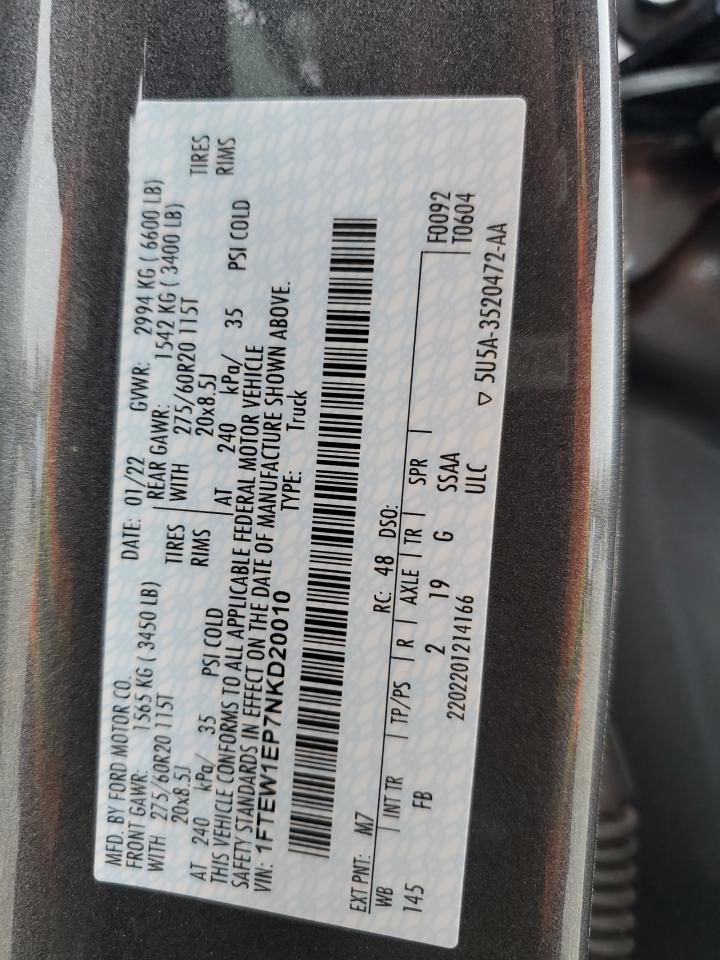 MFD. BY FORD MOTOR CO. DATE: 01/22 GVWR: 2994 KG ( 6600 LB)
FRONT GAWR: 1565 KG ( 3450 LB) REAR GAWR: 1542 KG ( 3400 LB)
WITH 275/60R20 115T TIRES WITH 275/60R20 115T TIRES
20x8.5J RIMS 20x8.5J RIMS
AT 240 kPa/ 35 PSI COLD AT 240 kPa/ 35 PSI COLD
THIS VEHICLE CONFORMS TO ALL APPLICABLE FEDERAL MOTOR VEHICLE
SAFETY STANDARDS IN EFFECT ON THE DATE OF MANUFACTURE SHOWN ABOVE.
VIN: 1FTEW1EP7NKD20010 TYPE: Truck
EXT PNT: M7 RC: 48 DSO:
WB INT TR TP/PS R AXLE TR SPR F0092
145 FB 2 19 G SSAA T0604
2202201214166 ULC
▽ 5U5A-3520472-AA